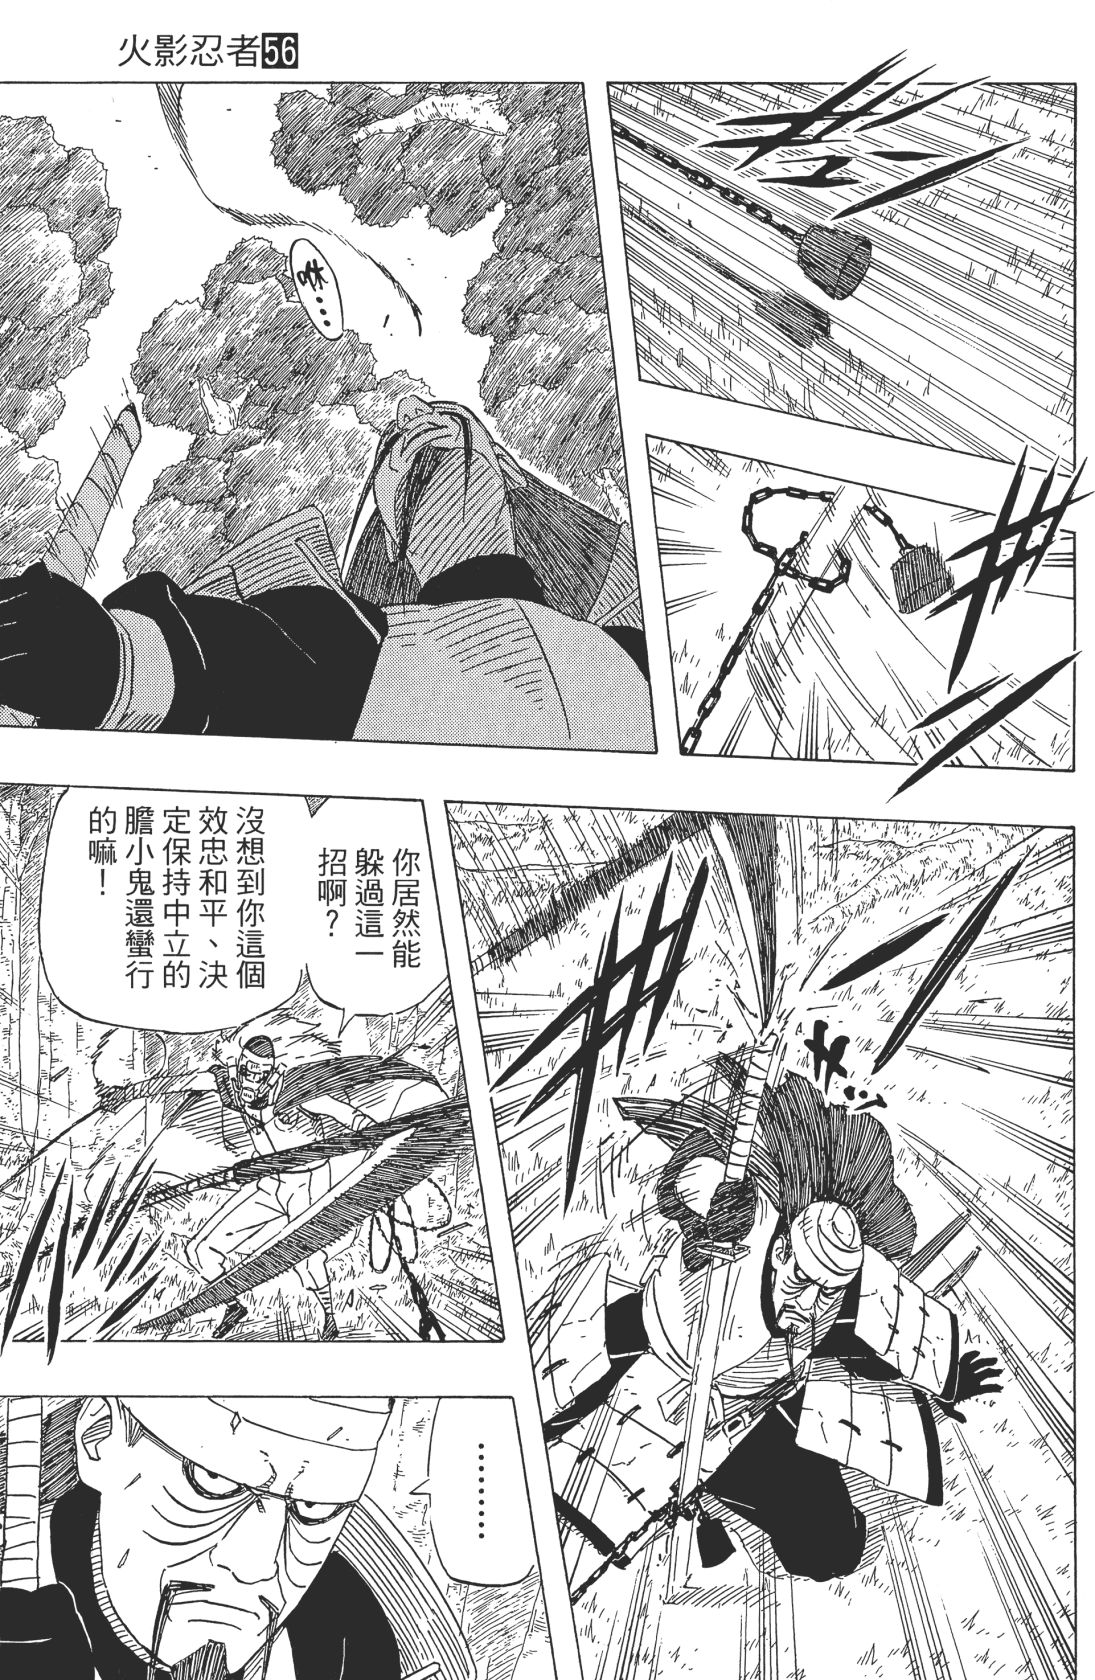 火影忍者56
咻…
你居然能
躲過這一
招啊？
沒想到你這個
效忠和平、決
定保持中立的
膽小鬼還蠻行
的嘛！
………